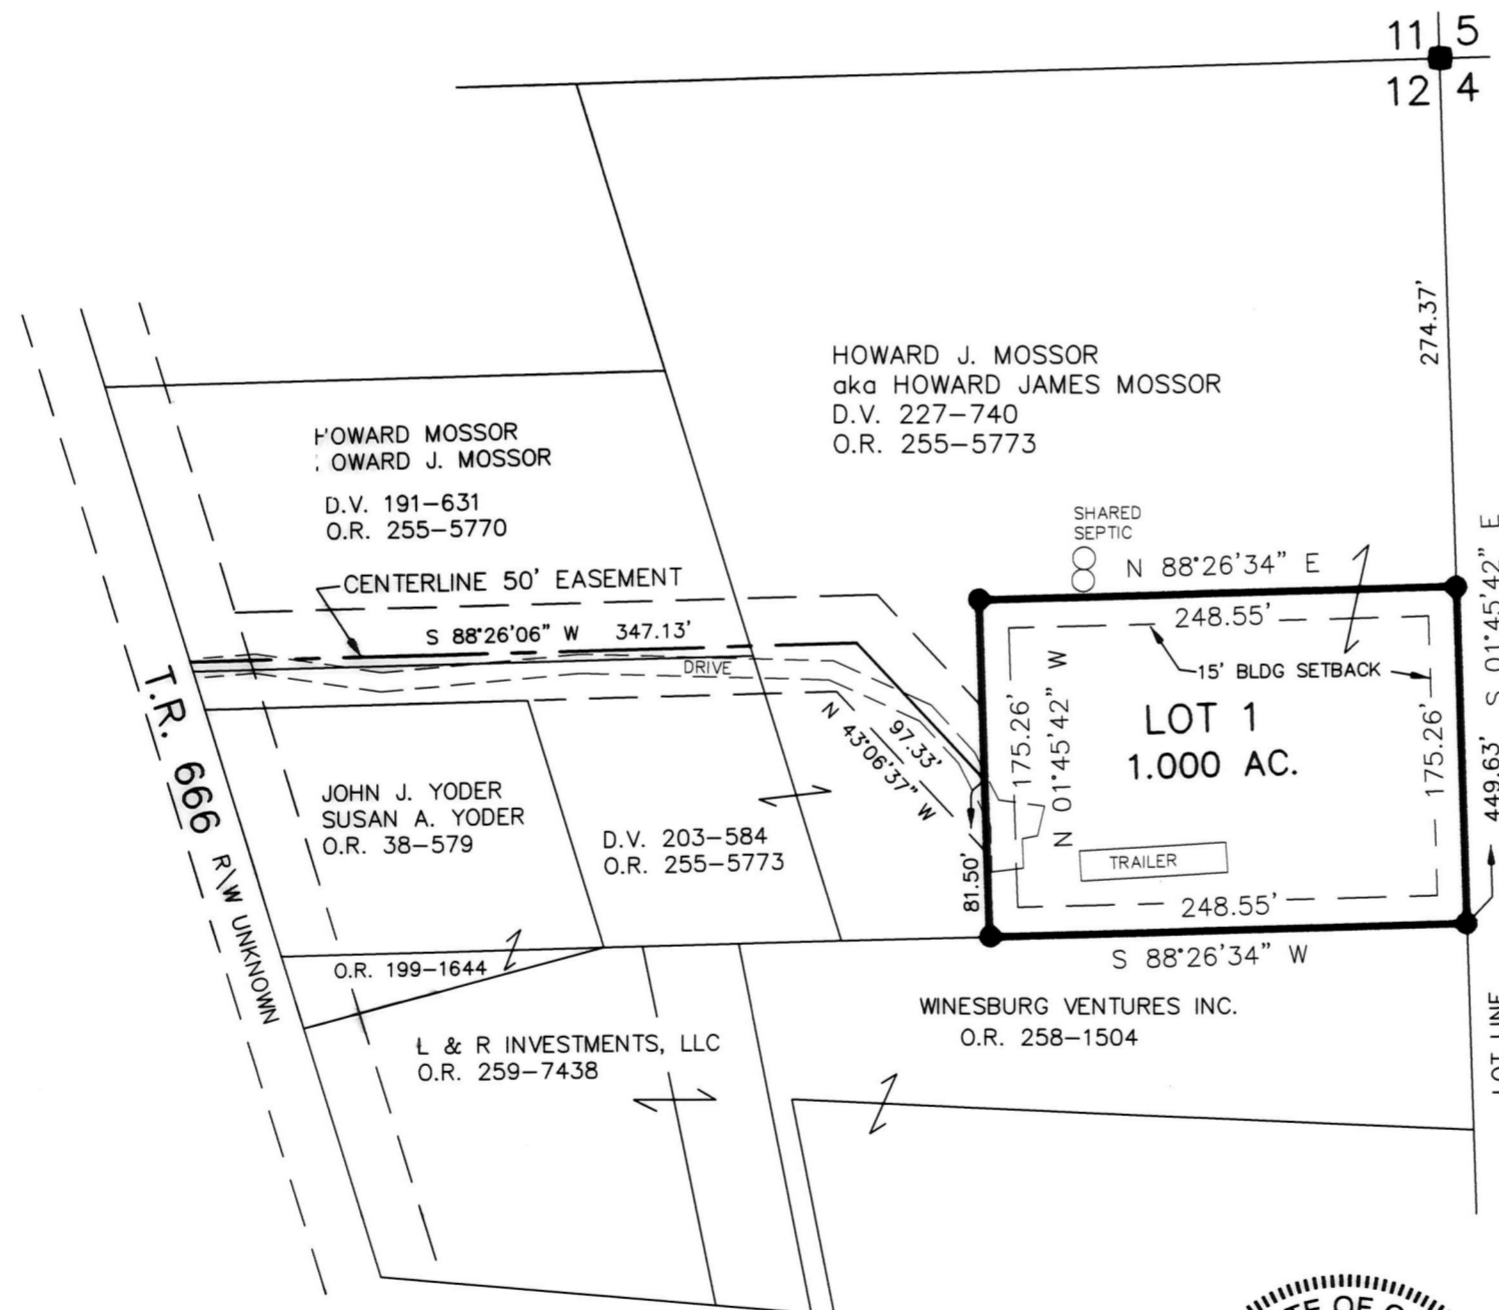 11 5
12 4
274.37'
HOWARD J. MOSSOR
aka HOWARD JAMES MOSSOR
D.V. 227-740
O.R. 255-5773
HOWARD MOSSOR
HOWARD J. MOSSOR
D.V. 191-631
O.R. 255-5770
SHARED
SEPTIC
N 88°26'34" E
248.55'
CENTERLINE 50' EASEMENT
S 88°26'06" W 347.13'
DRIVE
15' BLDG SETBACK
LOT 1
1.000 AC.
175.26'
N 01°45'42" W
175.26'
449.63' S 01°45'42" E
97.33'
N 43°06'37" W
81.50'
TRAILER
248.55'
S 88°26'34" W
T.R. 666 R\W UNKNOWN
JOHN J. YODER
SUSAN A. YODER
O.R. 38-579
D.V. 203-584
O.R. 255-5773
O.R. 199-1644
L & R INVESTMENTS, LLC
O.R. 259-7438
WINESBURG VENTURES INC.
O.R. 258-1504
LOT LINE
OF